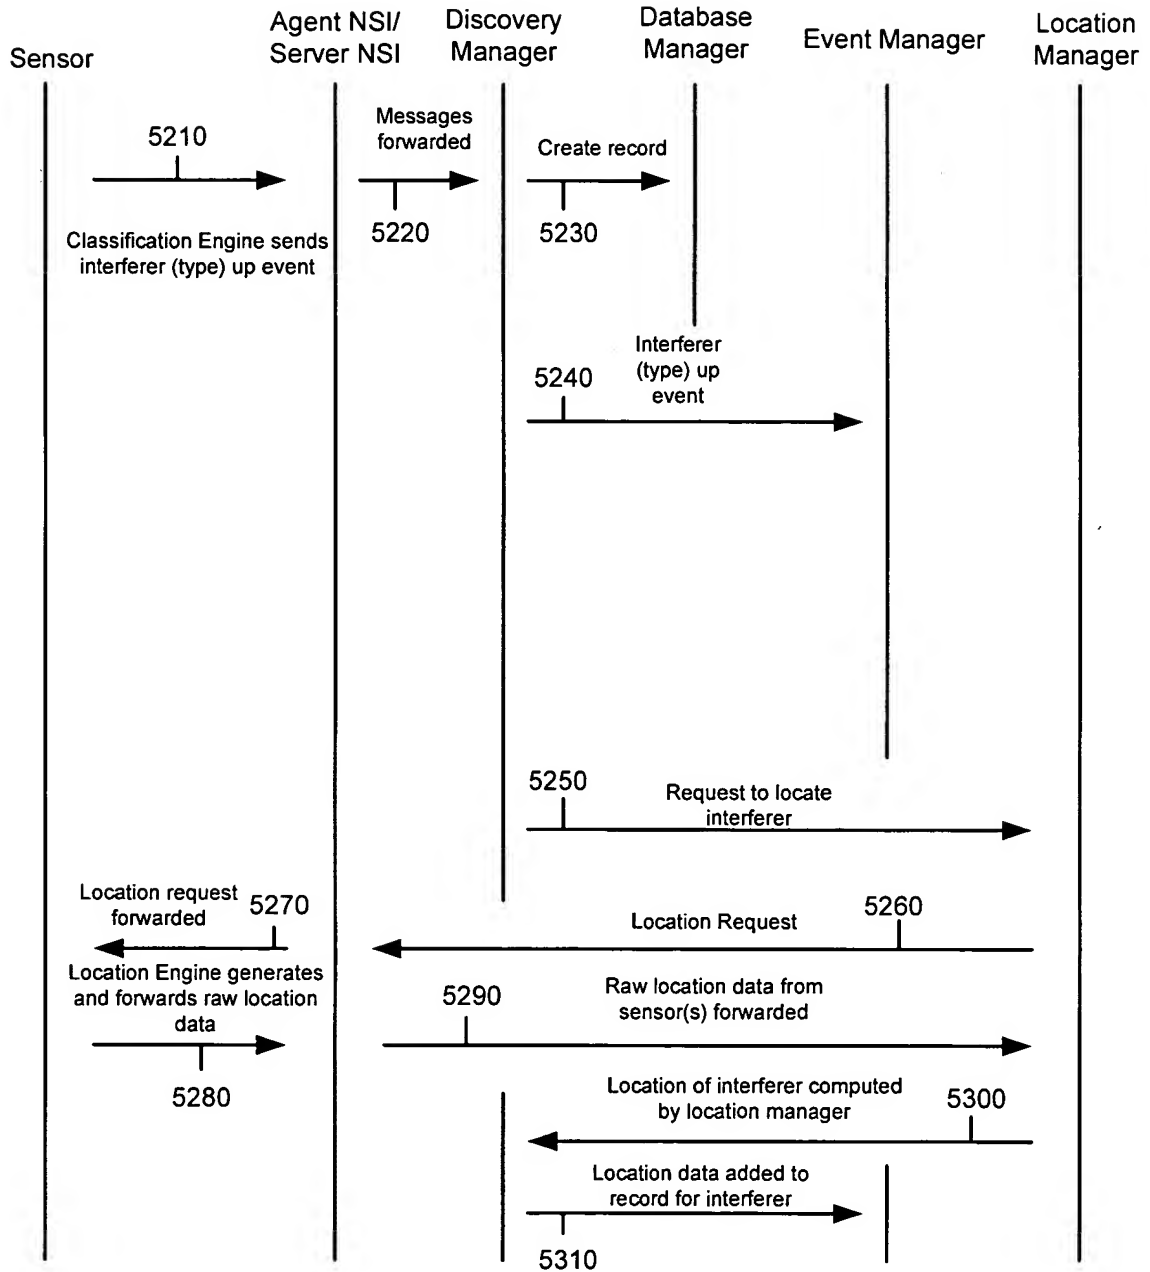 Sensor
Agent NSI/
Server NSI
Discovery
Manager
Database
Manager
Event Manager
Location
Manager
5210
Classification Engine sends
interferer (type) up event
Messages
forwarded
5220
Create record
5230
Interferer
(type) up
event
5240
5250
Request to locate
interferer
Location request
forwarded
5270
Location Request
5260
Location Engine generates
and forwards raw location
data
5280
5290
Raw location data from
sensor(s) forwarded
Location of interferer computed
by location manager
5300
Location data added to
record for interferer
5310